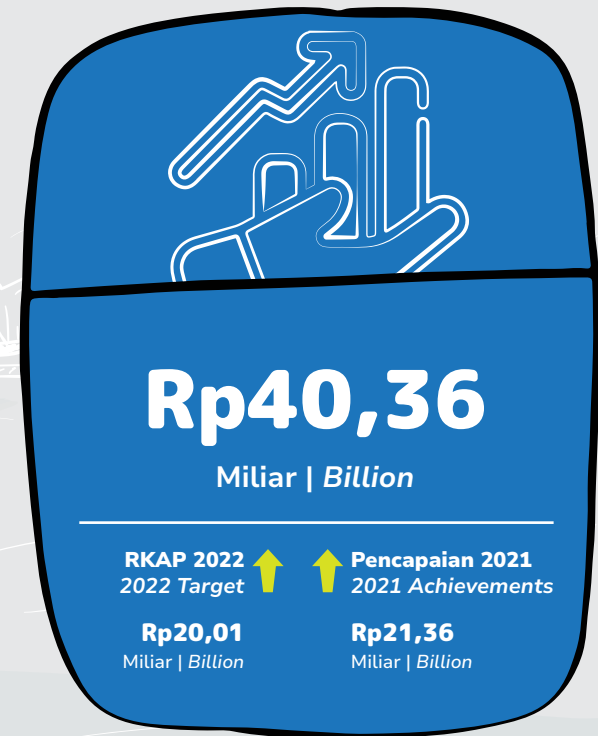 Rp40,36
Miliar | Billion
RKAP 2022
2022 Target
Rp20,01
Miliar | Billion
Pencapaian 2021
2021 Achievements
Rp21,36
Miliar | Billion